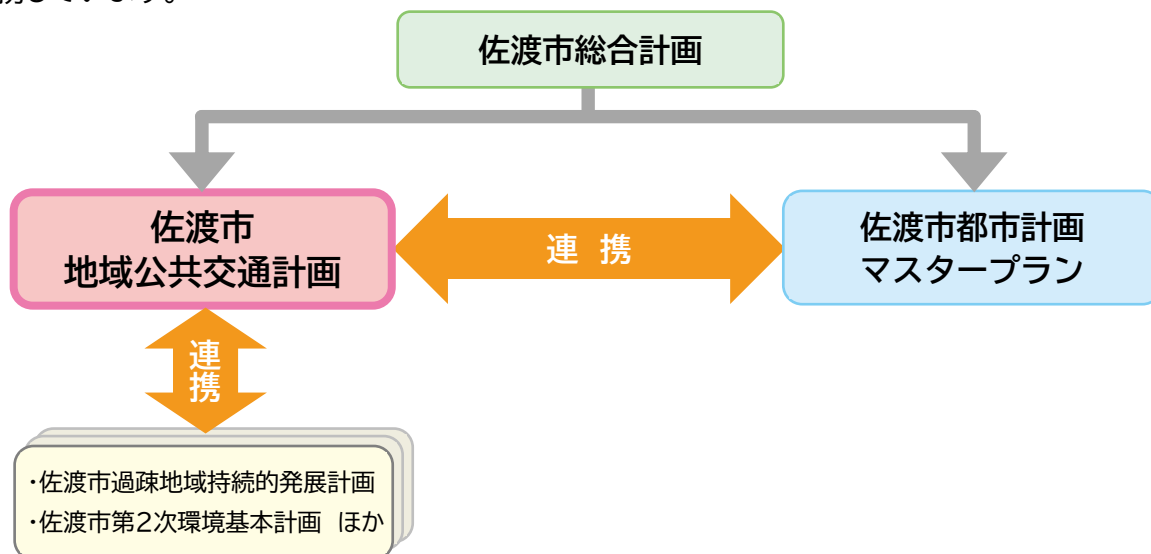 佐渡市総合計画
佐渡市
地域公共交通計画
連 携
佐渡市都市計画
マスタープラン
連
携
・佐渡市過疎地域持続的発展計画
・佐渡市第2次環境基本計画 ほか